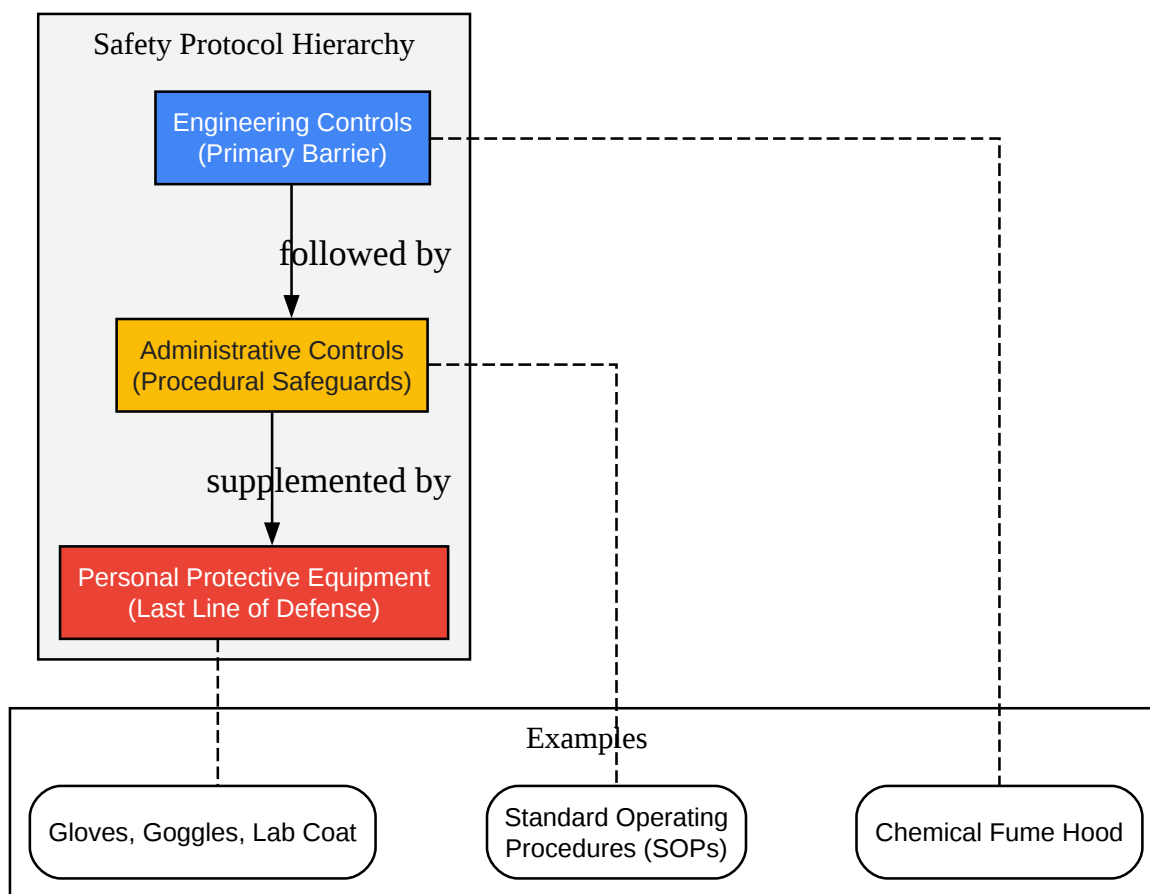 Safety Protocol Hierarchy
Engineering Controls
(Primary Barrier)
followed by
Administrative Controls
(Procedural Safeguards)
supplemented by
Personal Protective Equipment
(Last Line of Defense)
Examples
Gloves, Goggles, Lab Coat
Standard Operating
Procedures (SOPs)
Chemical Fume Hood